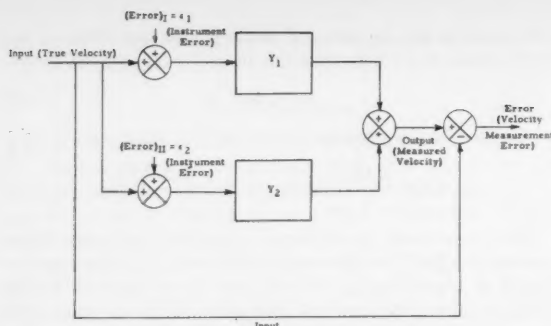 (Error)I = ϵ1
(Instrument
Error)
Input (True Velocity)
Y1
(Error)II = ϵ2
(Instrument
Error)
Y2
Output
(Measured
Velocity)
Error
(Velocity
Measurement
Error)
Input